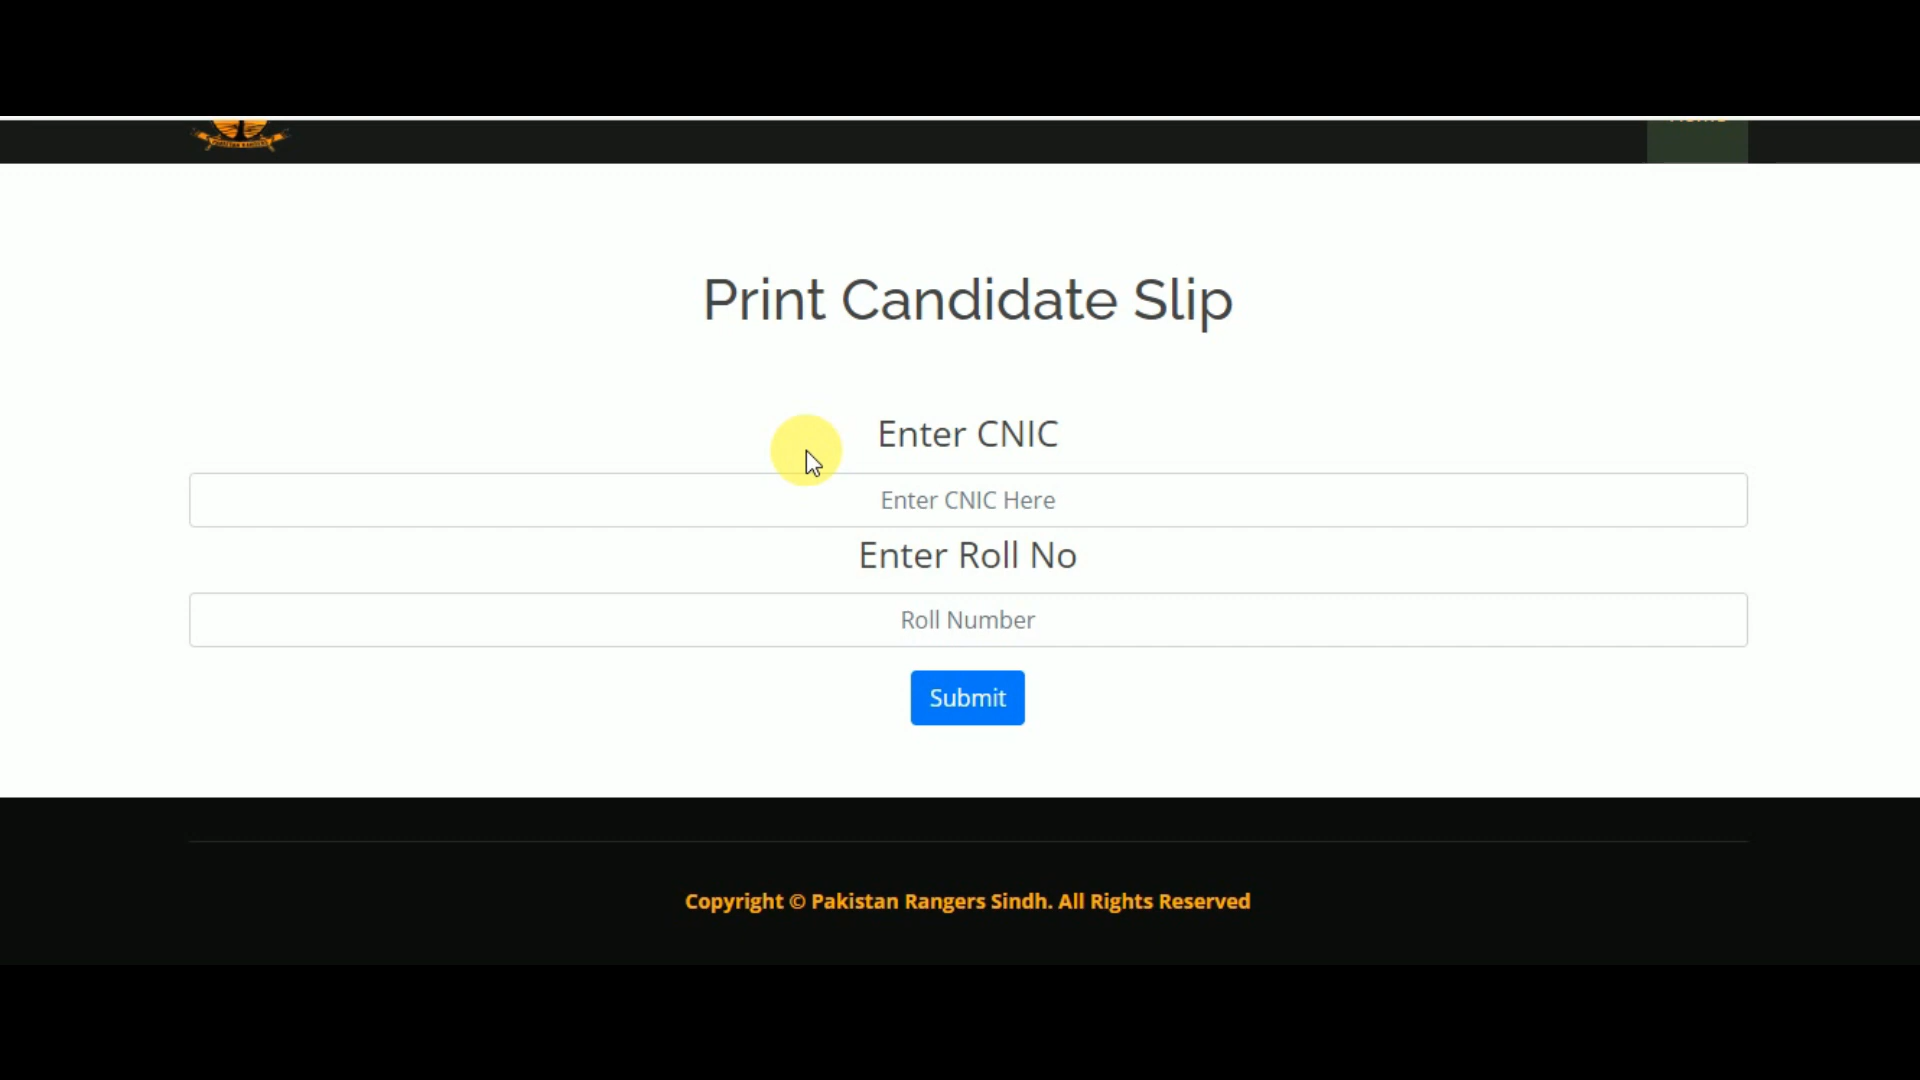 Print Candidate Slip
Enter CNIC
Enter CNIC Here
Enter Roll No
Roll Number
Submit
Copyright © Pakistan Rangers Sindh. All Rights Reserved